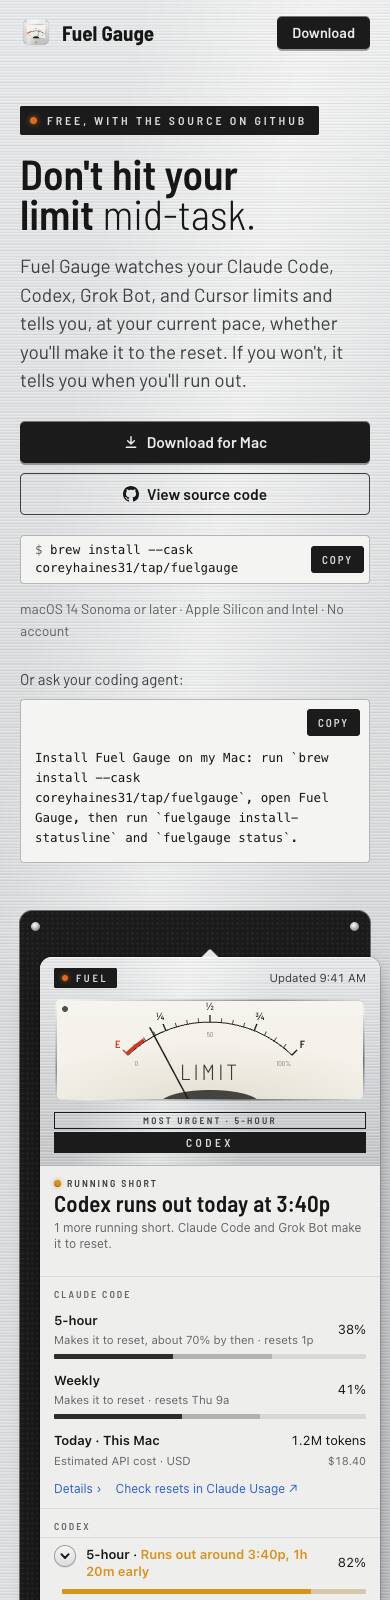 Fuel Gauge
Download
FREE, WITH THE SOURCE ON GITHUB
Don't hit your
limit mid-task.
Fuel Gauge watches your Claude Code,
Codex, Grok Bot, and Cursor limits and
tells you, at your current pace, whether
you'll make it to the reset. If you won't, it
tells you when you'll run out.
Download for Mac
View source code
$ brew install --cask
coreyhaines31/tap/fuelgauge
COPY
macOS 14 Sonoma or later · Apple Silicon and Intel · No
account
Or ask your coding agent:
COPY
Install Fuel Gauge on my Mac: run `brew
install --cask
coreyhaines31/tap/fuelgauge`, open Fuel
Gauge, then run `fuelgauge install-
statusline` and `fuelgauge status`.
FUEL
Updated 9:41 AM
E ¼ ½ ¾ F
0 50 100%
LIMIT
MOST URGENT · 5-HOUR
CODEX
RUNNING SHORT
Codex runs out today at 3:40p
1 more running short. Claude Code and Grok Bot make
it to reset.
CLAUDE CODE
5-hour
38%
Makes it to reset, about 70% by then · resets 1p
Weekly
41%
Makes it to reset · resets Thu 9a
Today · This Mac
1.2M tokens
Estimated API cost · USD
$18.40
Details ›
Check resets in Claude Usage ↗
CODEX
5-hour · Runs out around 3:40p, 1h
20m early
82%